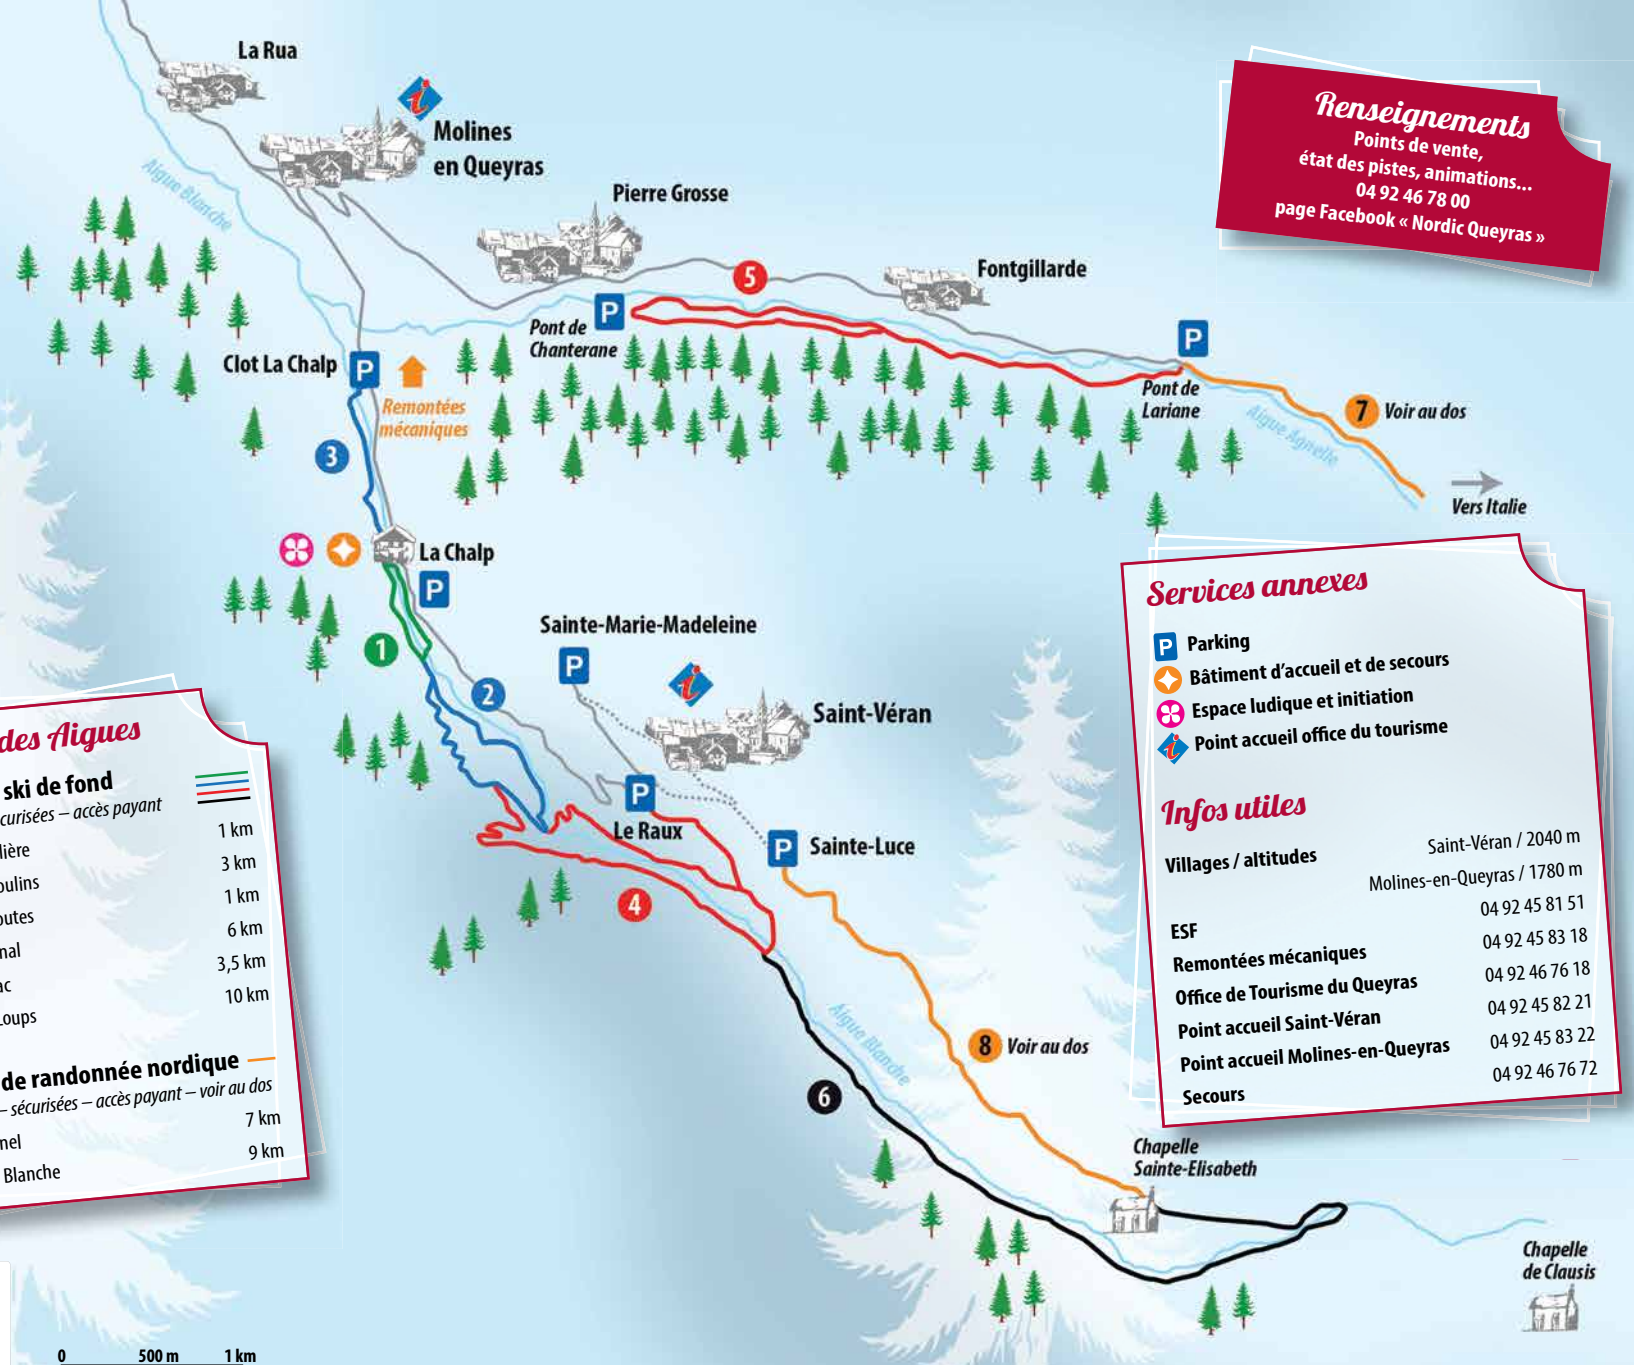 La Rua
Molines
en Queyras
Aigue Blanche
Pierre Grosse
5
Fontgillarde
P
Pont de
Chanterane
P
Pont de
Lariane
Aigue Agnelle
7 Voir au dos
Vers Italie
Renseignements
Points de vente,
état des pistes, animations...
04 92 46 78 00
page Facebook « Nordic Queyras »
Clot La Chalp P
Remontées
mécaniques
3
La Chalp
P
1
2
Sainte-Marie-Madeleine
P
Saint-Véran
P
Le Raux
P Sainte-Luce
4
Aigue Blanche
8 Voir au dos
6
Chapelle
Sainte-Elisabeth
Chapelle
de Clausis
des Aigues
ski de fond
curisées – accès payant
lière 1 km
oulins 3 km
outes 1 km
nal 6 km
ac 3,5 km
Loups 10 km
de randonnée nordique
– sécurisées – accès payant – voir au dos
nel 7 km
Blanche 9 km
Services annexes
P Parking
Bâtiment d'accueil et de secours
Espace ludique et initiation
i Point accueil office du tourisme
Infos utiles
Villages / altitudes Saint-Véran / 2040 m
Molines-en-Queyras / 1780 m
ESF 04 92 45 81 51
Remontées mécaniques 04 92 45 83 18
Office de Tourisme du Queyras 04 92 46 76 18
Point accueil Saint-Véran 04 92 45 82 21
Point accueil Molines-en-Queyras 04 92 45 83 22
Secours 04 92 46 76 72
0 500 m 1 km